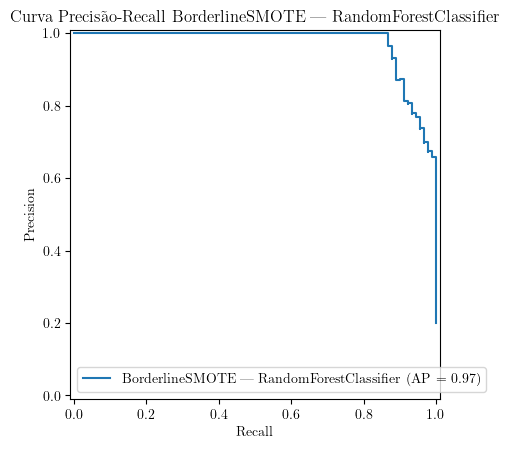 Curva Precisão-Recall BorderlineSMOTE — RandomForestClassifier
1.0
0.8
0.6
0.4
0.2
0.0
Precision
BorderlineSMOTE — RandomForestClassifier (AP = 0.97)
0.0 0.2 0.4 0.6 0.8 1.0
Recall